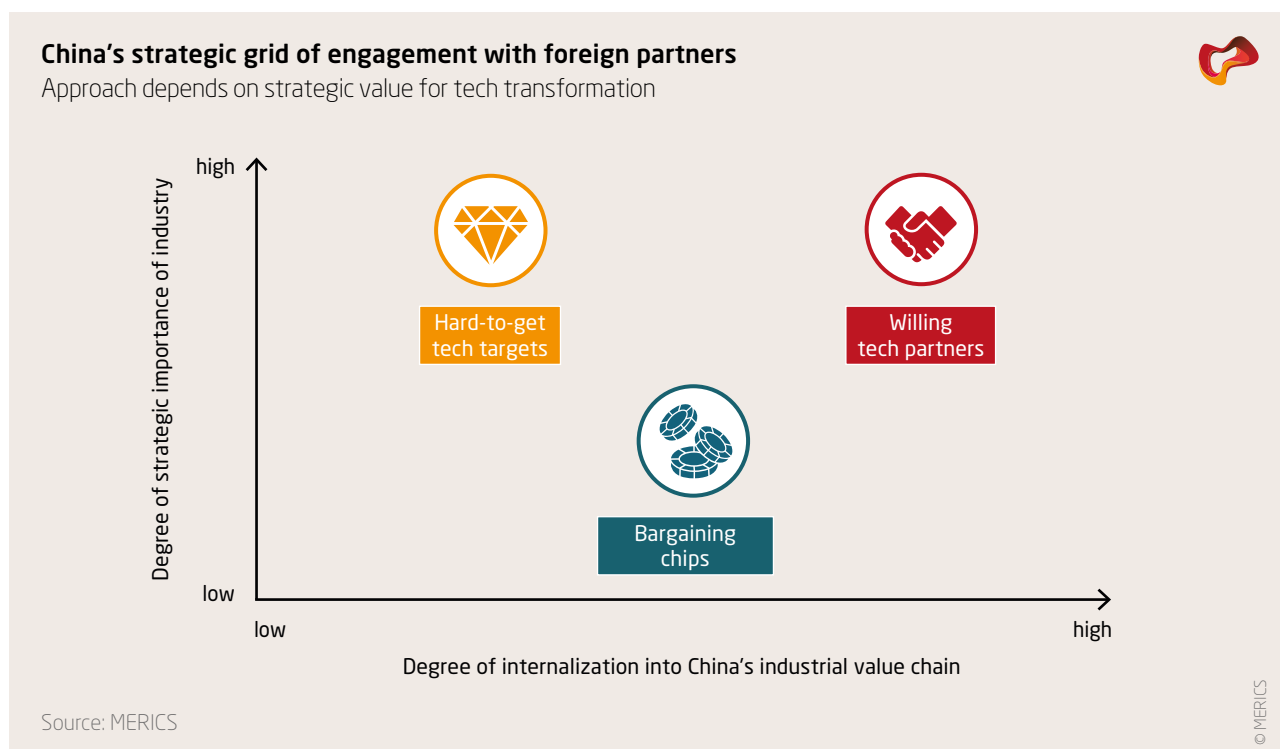 China's strategic grid of engagement with foreign partners
Approach depends on strategic value for tech transformation
high
Degree of strategic importance of industry
Hard-to-get
tech targets
Willing
tech partners
Bargaining
chips
low
low
high
Degree of internalization into China's industrial value chain
Source: MERICS
© MERICS